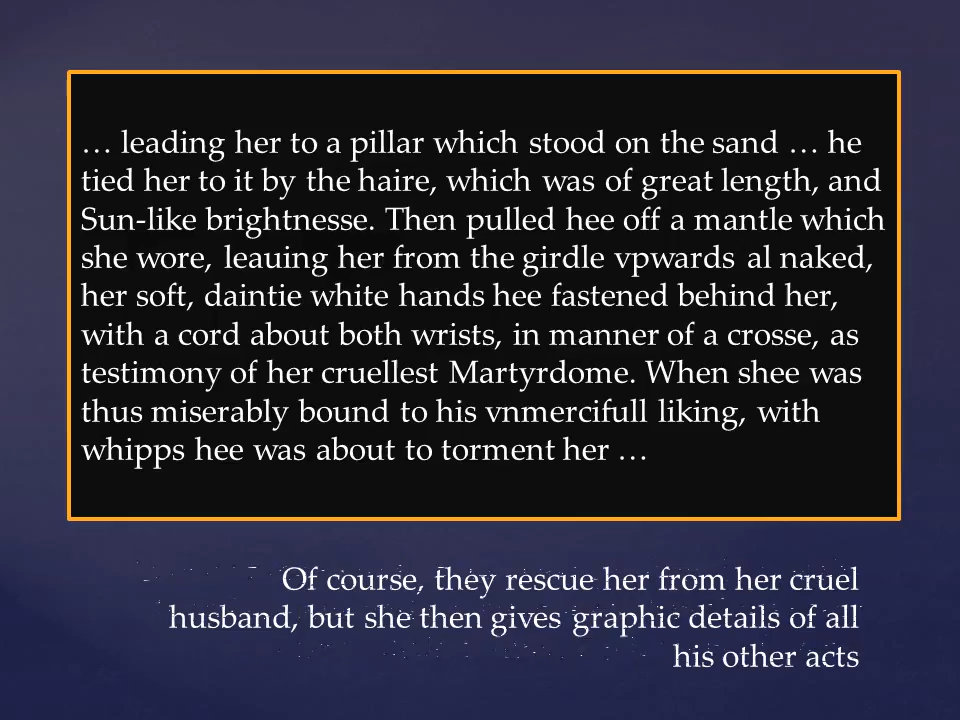 … leading her to a pillar which stood on the sand … he
tied her to it by the haire, which was of great length, and
Sun-like brightnesse. Then pulled hee off a mantle which
she wore, leauing her from the girdle vpwards al naked,
her soft, daintie white hands hee fastened behind her,
with a cord about both wrists, in manner of a crosse, as
testimony of her cruellest Martyrdome. When shee was
thus miserably bound to his vnmercifull liking, with
whipps hee was about to torment her …
Of course, they rescue her from her cruel
husband, but she then gives graphic details of all
his other acts